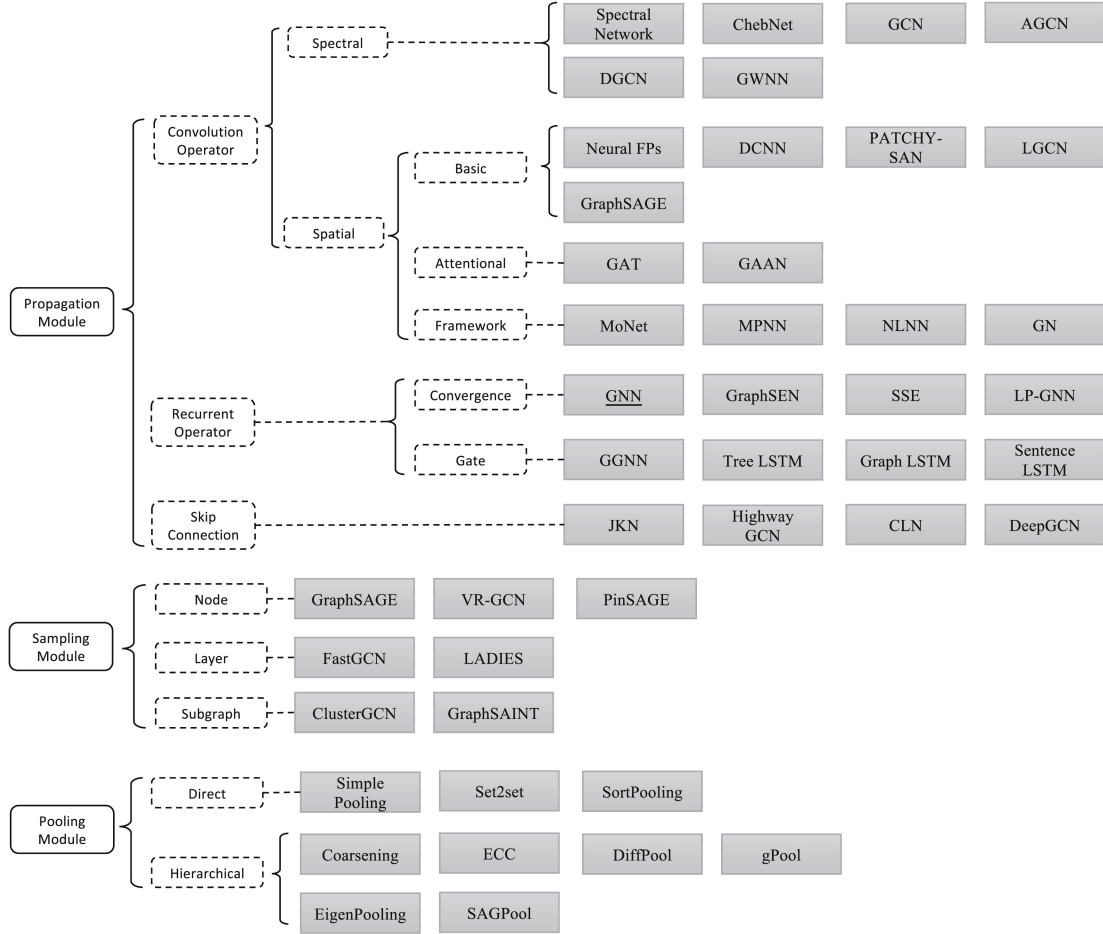 Propagation
Module
Convolution
Operator
Spectral
Spectral
Network
ChebNet
GCN
AGCN
DGCN
GWNN
Spatial
Basic
Neural FPs
DCNN
PATCHY-
SAN
LGCN
GraphSAGE
Attentional
GAT
GAAN
Framework
MoNet
MPNN
NLNN
GN
Recurrent
Operator
Convergence
GNN
GraphSEN
SSE
LP-GNN
Gate
GGNN
Tree LSTM
Graph LSTM
Sentence
LSTM
Skip
Connection
JKN
Highway
GCN
CLN
DeepGCN
Sampling
Module
Node
GraphSAGE
VR-GCN
PinSAGE
Layer
FastGCN
LADIES
Subgraph
ClusterGCN
GraphSAINT
Pooling
Module
Direct
Simple
Pooling
Set2set
SortPooling
Hierarchical
Coarsening
ECC
DiffPool
gPool
EigenPooling
SAGPool